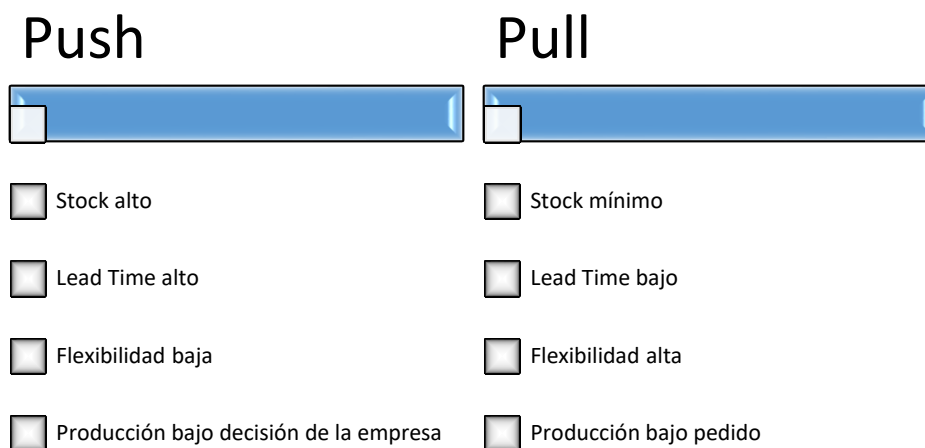 Push
Stock alto
Lead Time alto
Flexibilidad baja
Producción bajo decisión de la empresa
Pull
Stock mínimo
Lead Time bajo
Flexibilidad alta
Producción bajo pedido